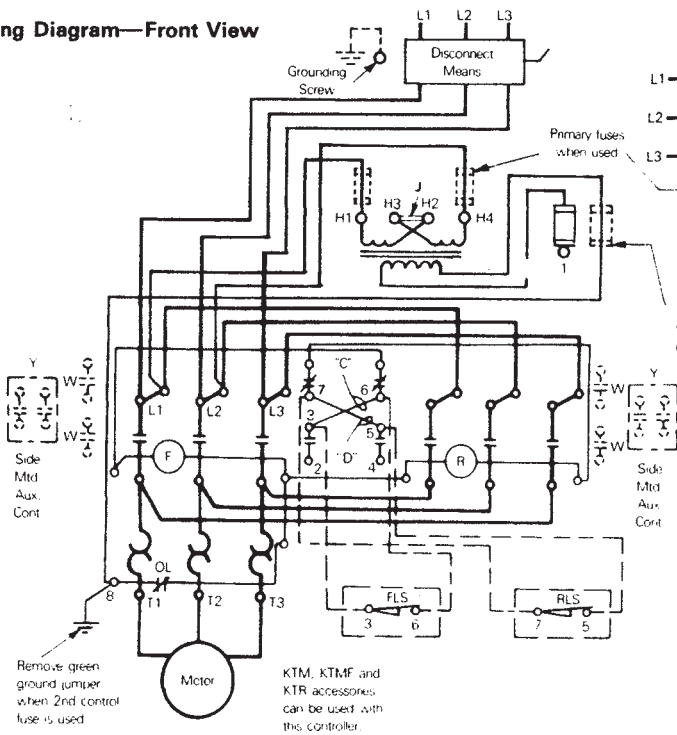 ng Diagram—Front View
L1 L2 L3
Disconnect
Means
Grounding
Screw
L1
L2
L3
Primary fuses
when used
J
H1 H3 H2 H4
1
Y
W
W
Side
Mtd
Aux.
Cont
L1 L2 L3
"C"
7 6
3 5
"D"
2 4
F
R
Y
W
W
Side
Mtd
Aux.
Cont
OL
8
T1 T2 T3
FLS
3 6
RLS
7 5
Motor
Remove green
ground jumper
when 2nd control
fuse is used
KTM, KTMF and
KTR accessories
can be used with
this controller.